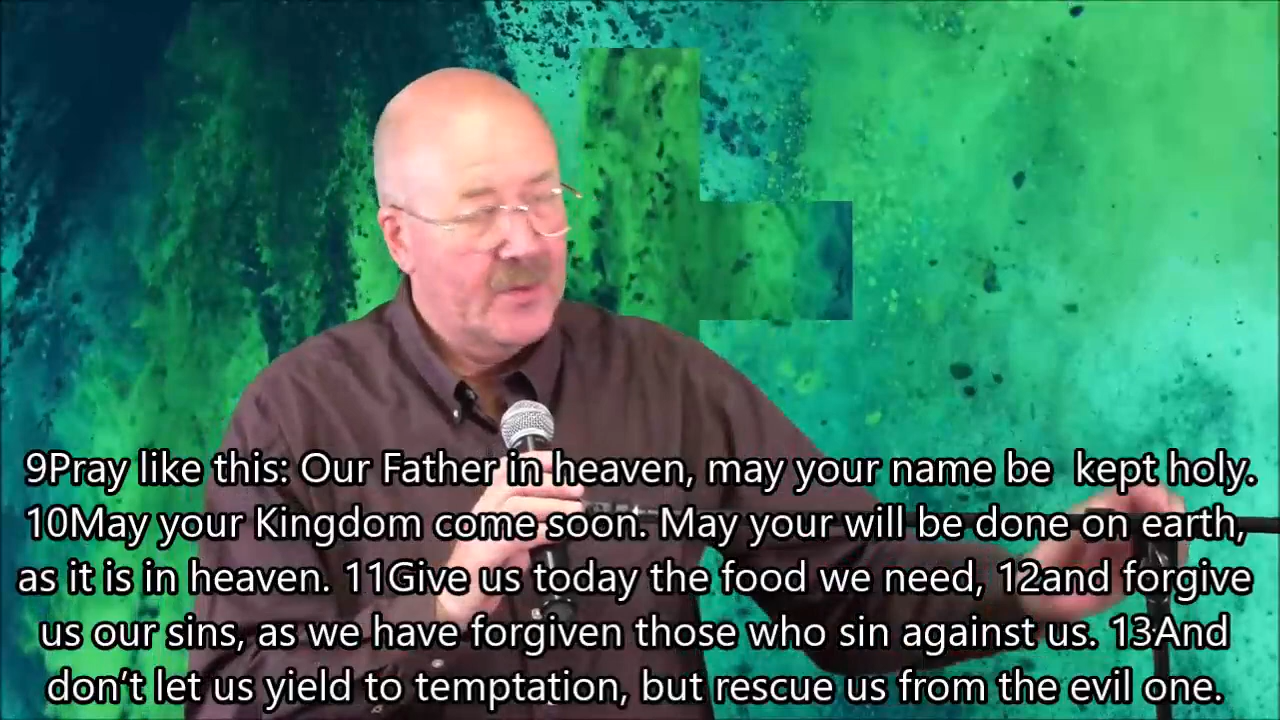 9Pray like this: Our Father in heaven, may your name be  kept holy.
10May your Kingdom come soon. May your will be done on earth,
as it is in heaven. 11Give us today the food we need, 12and forgive
us our sins, as we have forgiven those who sin against us. 13And
don’t let us yield to temptation, but rescue us from the evil one.